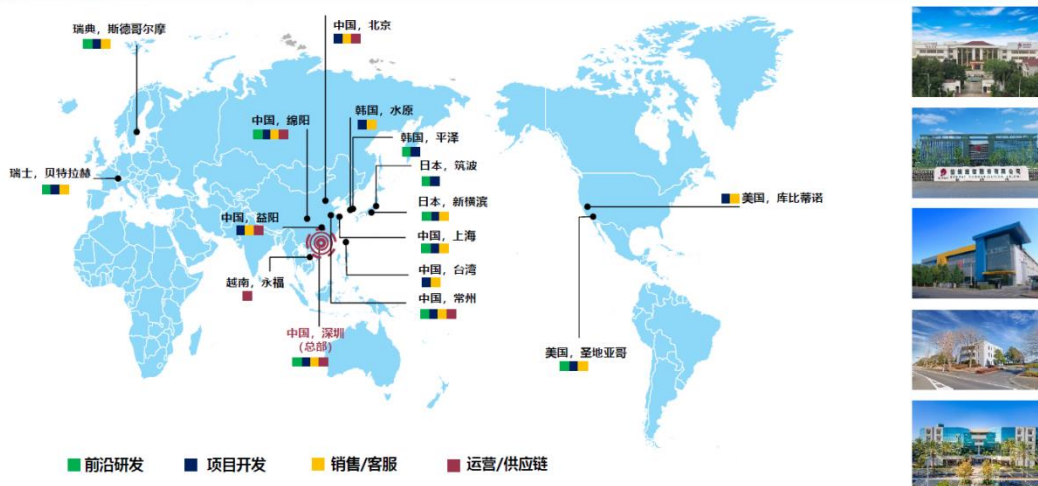 瑞典，斯德哥尔摩
中国，北京
韩国，水原
中国，绵阳
韩国，平泽
日本，筑波
瑞士，贝特拉赫
美国，库比蒂诺
日本，新横滨
中国，益阳
中国，上海
中国，台湾
越南，永福
中国，常州
中国，深圳
（总部）
美国，圣地亚哥
前沿研发
项目开发
销售/客服
运营/供应链